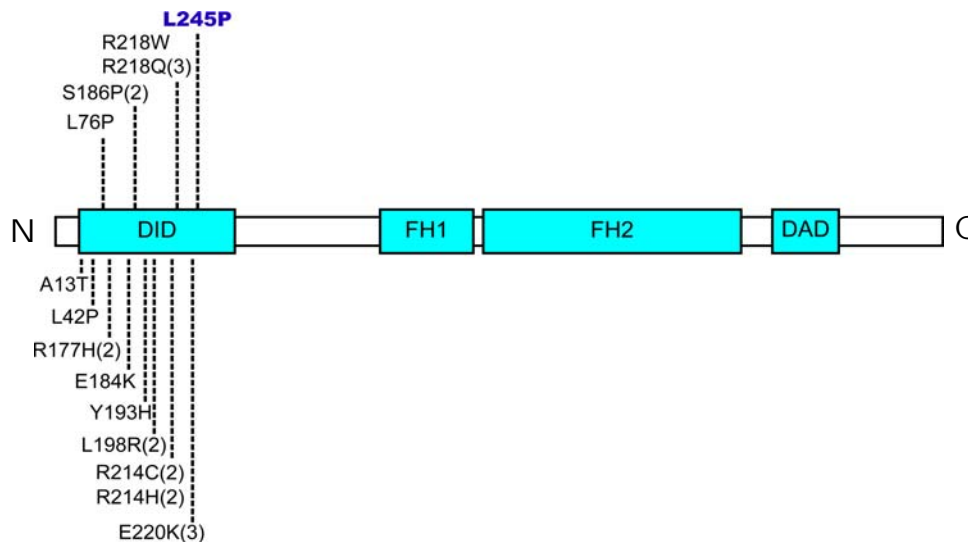 L245P
R218W
R218Q(3)
S186P(2)
L76P
N DID FH1 FH2 DAD C
A13T
L42P
R177H(2)
E184K
Y193H
L198R(2)
R214C(2)
R214H(2)
E220K(3)